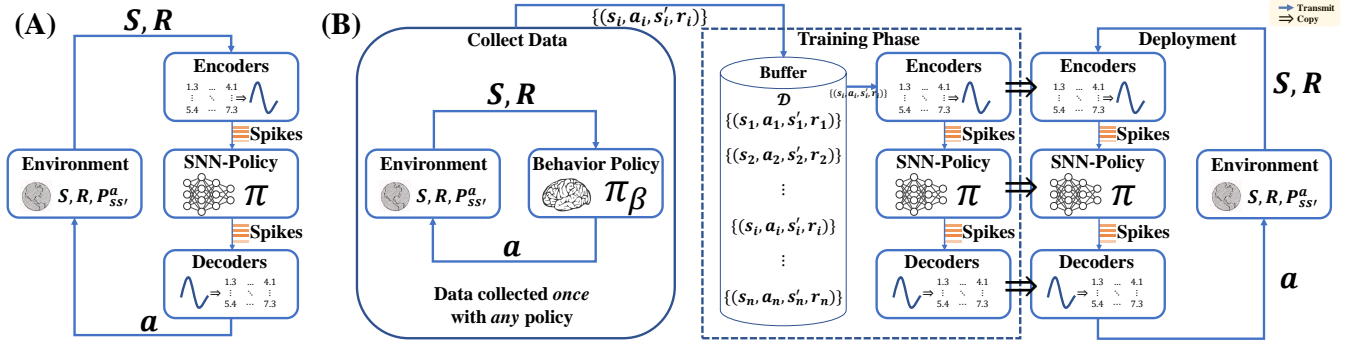 (A)
S, R
Encoders
1.3 ... 4.1
⋮ ⋱ ⋮ ⇒
5.4 ... 7.3
Spikes
Environment
S, R, P^a_{ss'}
SNN-Policy
π
Spikes
Decoders
⇒ 1.3 ... 4.1
⋮ ⋱ ⋮
5.4 ... 7.3
a
(B)
{(s_i, a_i, s'_i, r_i)}
Collect Data
S, R
Environment
S, R, P^a_{ss'}
Behavior Policy
π_β
a
Data collected once
with any policy
Training Phase
Buffer
𝒟
{(s_1, a_1, s'_1, r_1)}
{(s_2, a_2, s'_2, r_2)}
⋮
{(s_i, a_i, s'_i, r_i)}
⋮
{(s_n, a_n, s'_n, r_n)}
{(s_i, a_i, s'_i, r_i)}
Encoders
1.3 ... 4.1
⋮ ⋱ ⋮ ⇒
5.4 ... 7.3
Spikes
SNN-Policy
π
Spikes
Decoders
⇒ 1.3 ... 4.1
⋮ ⋱ ⋮
5.4 ... 7.3
Transmit
Copy
Deployment
Encoders
1.3 ... 4.1
⋮ ⋱ ⋮ ⇒
5.4 ... 7.3
Spikes
SNN-Policy
π
Spikes
Decoders
⇒ 1.3 ... 4.1
⋮ ⋱ ⋮
5.4 ... 7.3
S, R
Environment
S, R, P^a_{ss'}
a